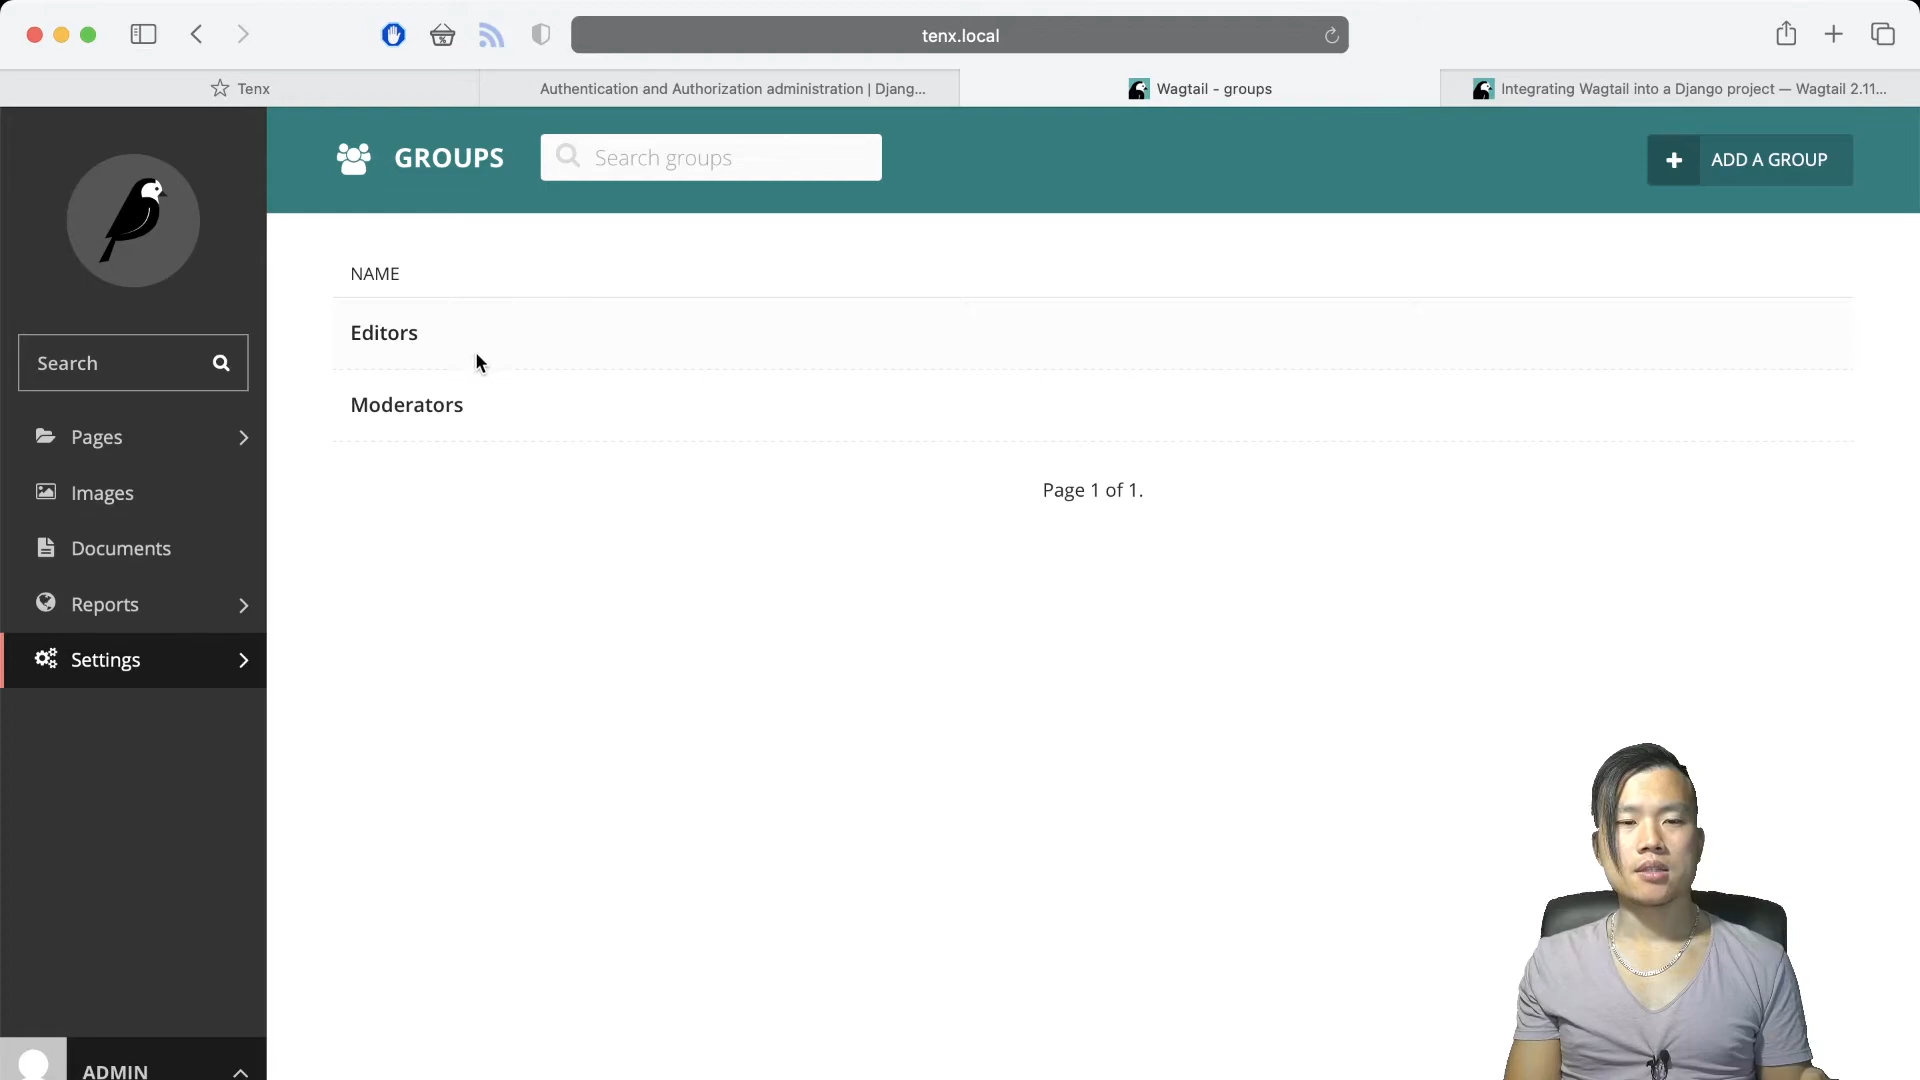 tenx.local
Tenx
Authentication and Authorization administration | Djang...
Wagtail - groups
Integrating Wagtail into a Django project — Wagtail 2.11...
GROUPS
Search groups
ADD A GROUP
NAME
Editors
Moderators
Page 1 of 1.
Search
Pages
Images
Documents
Reports
Settings
ADMIN